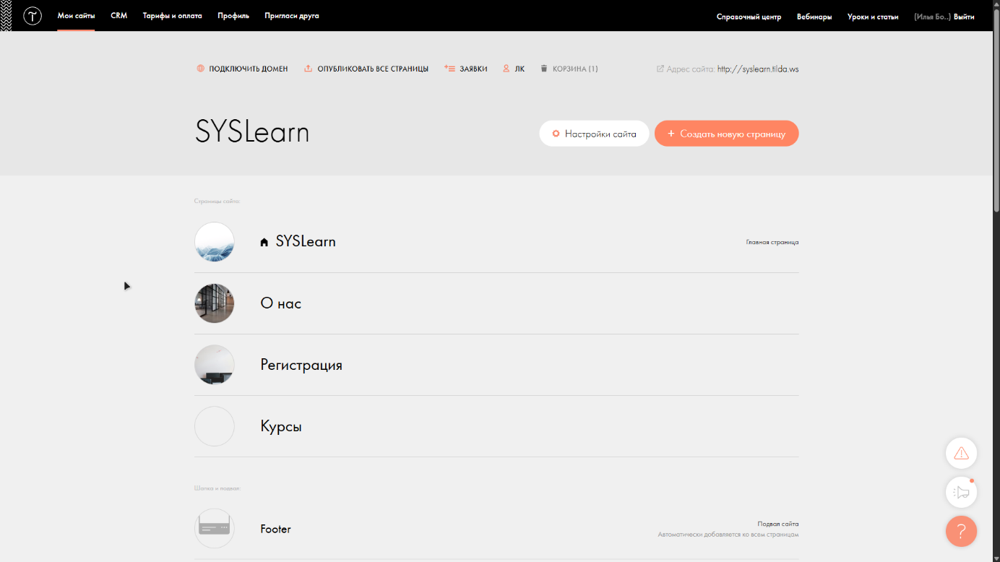 Мои сайты CRM Тарифы и оплата Профиль Пригласи друга Справочный центр Вебинары Уроки и статьи (Илья Бо..) Выйти
ПОДКЛЮЧИТЬ ДОМЕН ОПУБЛИКОВАТЬ ВСЕ СТРАНИЦЫ ЗАЯВКИ ЛК КОРЗИНА (1) Адрес сайта: http://syslearn.tilda.ws
SYSLearn Настройки сайта + Создать новую страницу
Страницы сайта:
SYSLearn Главная страница
О нас
Регистрация
Курсы
Шапка и подвал:
Footer Подвал сайта
Автоматически добавляется ко всем страницам
?